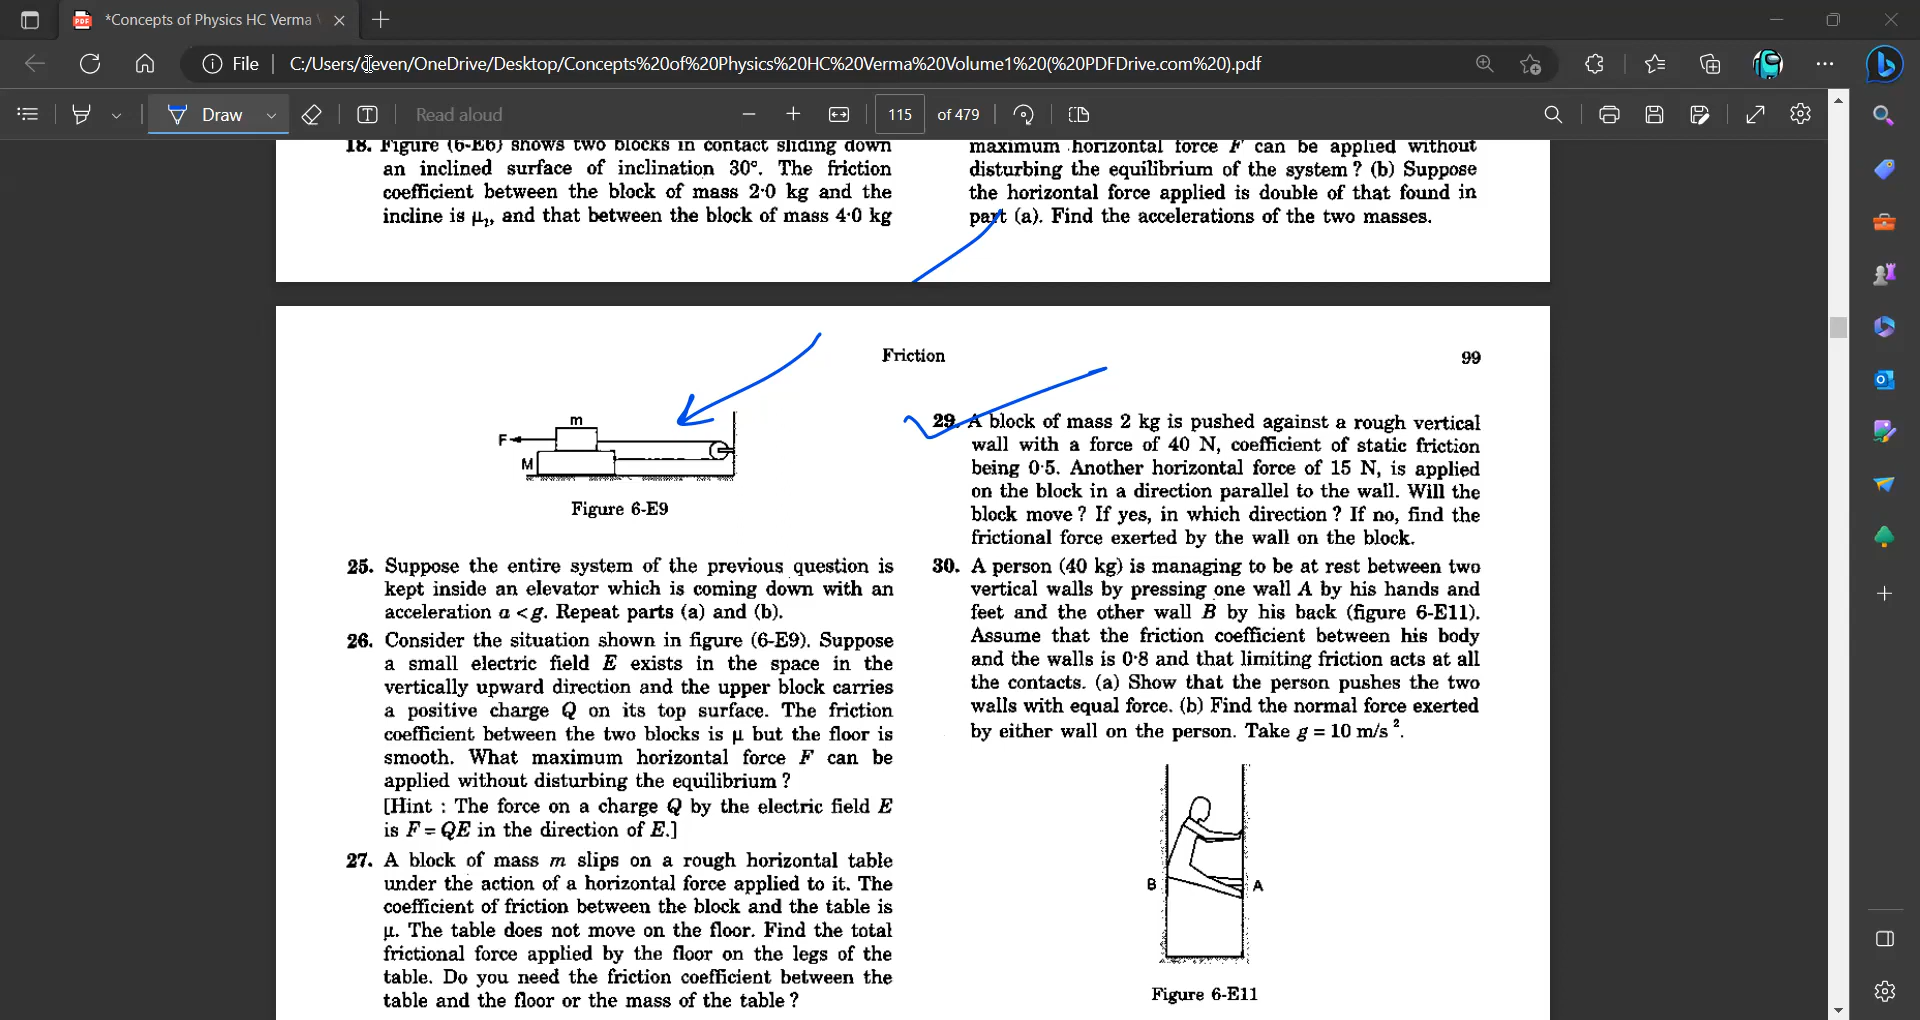 *Concepts of Physics HC Verma
File
C:/Users/deven/OneDrive/Desktop/Concepts%20of%20Physics%20HC%20Verma%20Volume1%20(%20PDFDrive.com%20).pdf
Draw
Read aloud
115 of 479
18. Figure (6-E6) shows two blocks in contact sliding down
an inclined surface of inclination 30°. The friction
coefficient between the block of mass 2·0 kg and the
incline is μ₁, and that between the block of mass 4·0 kg
maximum horizontal force F can be applied without
disturbing the equilibrium of the system ? (b) Suppose
the horizontal force applied is double of that found in
part (a). Find the accelerations of the two masses.
Friction
99
m
F
M
Figure 6-E9
25. Suppose the entire system of the previous question is
kept inside an elevator which is coming down with an
acceleration a < g. Repeat parts (a) and (b).
26. Consider the situation shown in figure (6-E9). Suppose
a small electric field E exists in the space in the
vertically upward direction and the upper block carries
a positive charge Q on its top surface. The friction
coefficient between the two blocks is μ but the floor is
smooth. What maximum horizontal force F can be
applied without disturbing the equilibrium ?
[Hint : The force on a charge Q by the electric field E
is F = QE in the direction of E.]
27. A block of mass m slips on a rough horizontal table
under the action of a horizontal force applied to it. The
coefficient of friction between the block and the table is
μ. The table does not move on the floor. Find the total
frictional force applied by the floor on the legs of the
table. Do you need the friction coefficient between the
table and the floor or the mass of the table ?
29. A block of mass 2 kg is pushed against a rough vertical
wall with a force of 40 N, coefficient of static friction
being 0·5. Another horizontal force of 15 N, is applied
on the block in a direction parallel to the wall. Will the
block move ? If yes, in which direction ? If no, find the
frictional force exerted by the wall on the block.
30. A person (40 kg) is managing to be at rest between two
vertical walls by pressing one wall A by his hands and
feet and the other wall B by his back (figure 6-E11).
Assume that the friction coefficient between his body
and the walls is 0·8 and that limiting friction acts at all
the contacts. (a) Show that the person pushes the two
walls with equal force. (b) Find the normal force exerted
by either wall on the person. Take g = 10 m/s².
B
A
Figure 6-E11